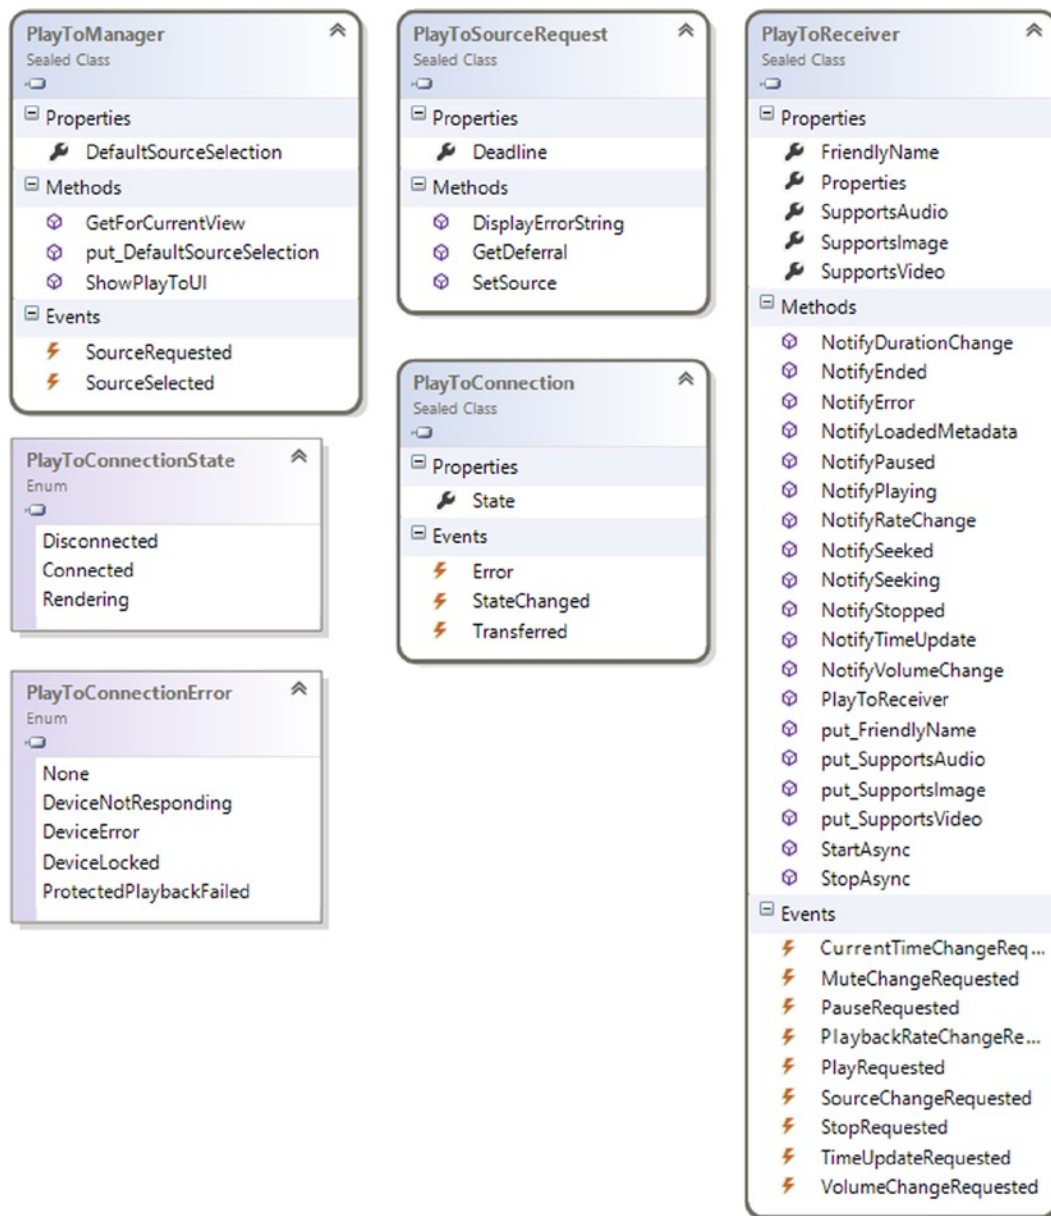 PlayToManager
Sealed Class
Properties
DefaultSourceSelection
Methods
GetForCurrentView
put_DefaultSourceSelection
ShowPlayToUI
Events
SourceRequested
SourceSelected
PlayToConnectionState
Enum
Disconnected
Connected
Rendering
PlayToConnectionError
Enum
None
DeviceNotResponding
DeviceError
DeviceLocked
ProtectedPlaybackFailed
PlayToSourceRequest
Sealed Class
Properties
Deadline
Methods
DisplayErrorString
GetDeferral
SetSource
PlayToConnection
Sealed Class
Properties
State
Events
Error
StateChanged
Transferred
PlayToReceiver
Sealed Class
Properties
FriendlyName
Properties
SupportsAudio
SupportsImage
SupportsVideo
Methods
NotifyDurationChange
NotifyEnded
NotifyError
NotifyLoadedMetadata
NotifyPaused
NotifyPlaying
NotifyRateChange
NotifySeeked
NotifySeeking
NotifyStopped
NotifyTimeUpdate
NotifyVolumeChange
PlayToReceiver
put_FriendlyName
put_SupportsAudio
put_SupportsImage
put_SupportsVideo
StartAsync
StopAsync
Events
CurrentTimeChangeReq...
MuteChangeRequested
PauseRequested
PlaybackRateChangeRe...
PlayRequested
SourceChangeRequested
StopRequested
TimeUpdateRequested
VolumeChangeRequested